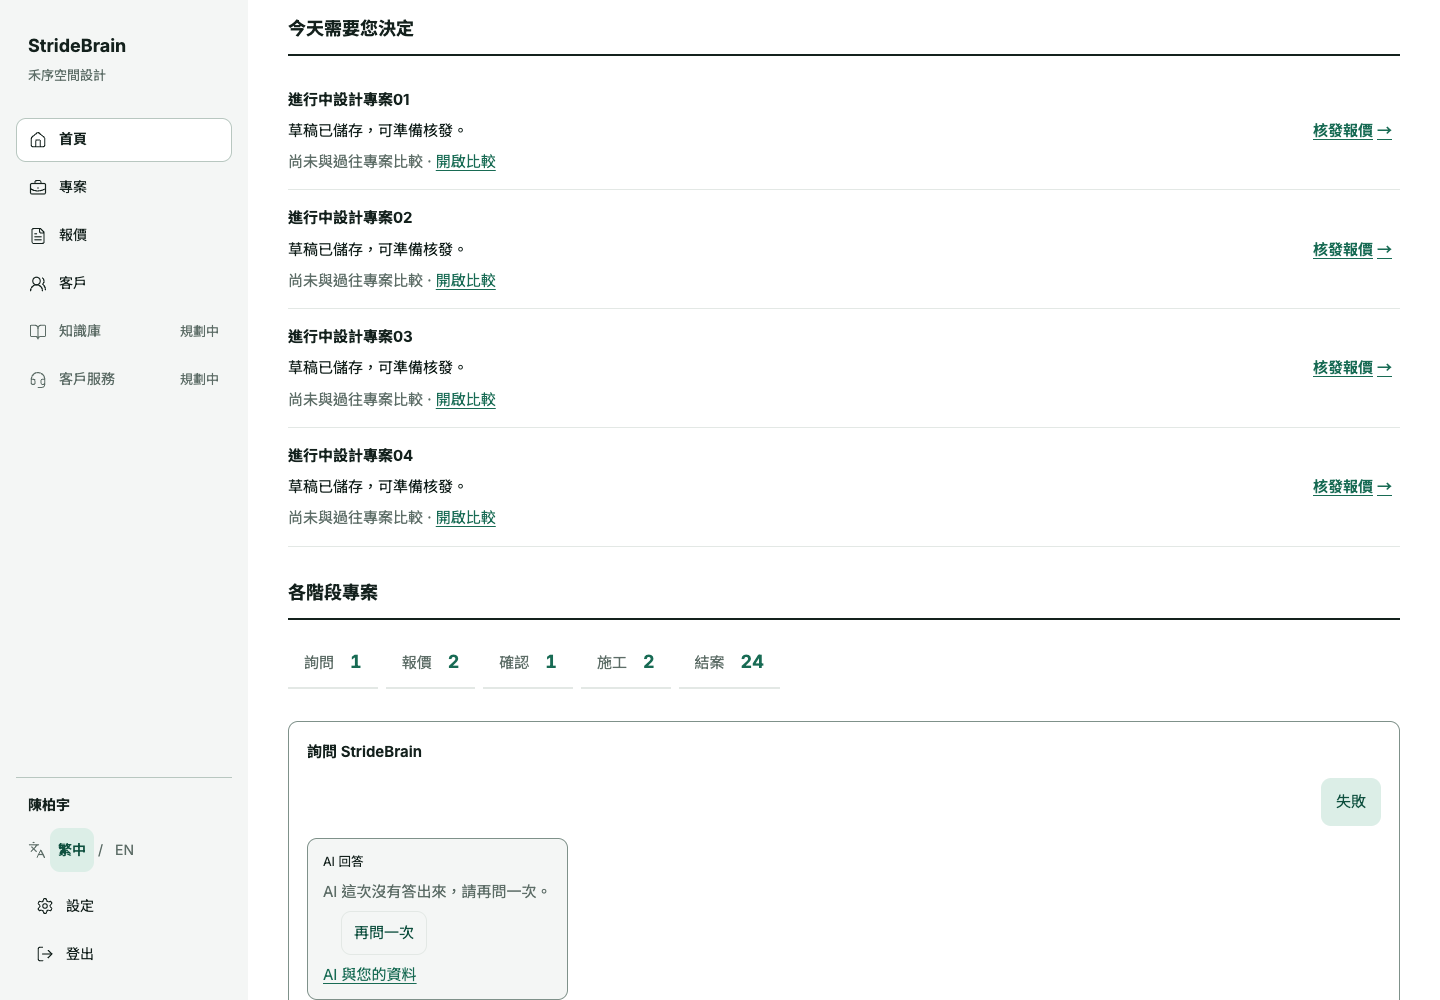 StrideBrain
禾序空間設計
首頁
專案
報價
客戶
知識庫 規劃中
客戶服務 規劃中
陳柏宇
繁中 / EN
設定
登出
今天需要您決定
進行中設計專案01
草稿已儲存，可準備核發。
核發報價 →
尚未與過往專案比較 · 開啟比較
進行中設計專案02
草稿已儲存，可準備核發。
核發報價 →
尚未與過往專案比較 · 開啟比較
進行中設計專案03
草稿已儲存，可準備核發。
核發報價 →
尚未與過往專案比較 · 開啟比較
進行中設計專案04
草稿已儲存，可準備核發。
核發報價 →
尚未與過往專案比較 · 開啟比較
各階段專案
詢問 1 報價 2 確認 1 施工 2 結案 24
詢問 StrideBrain
失敗
AI 回答
AI 這次沒有答出來，請再問一次。
再問一次
AI 與您的資料